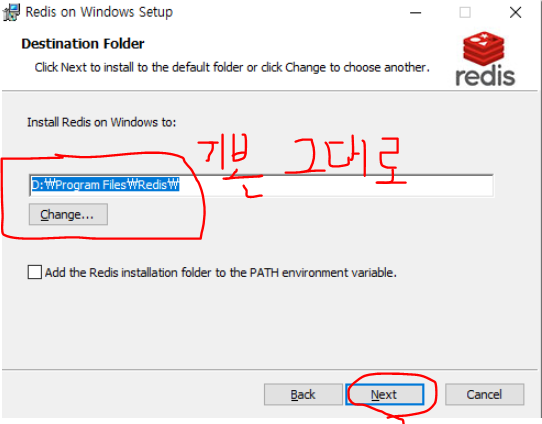 Redis on Windows Setup
Destination Folder
Click Next to install to the default folder or click Change to choose another.
redis
Install Redis on Windows to:
기본 그대로
D:₩Program Files₩Redis₩
Change...
Add the Redis installation folder to the PATH environment variable.
Back
Next
Cancel